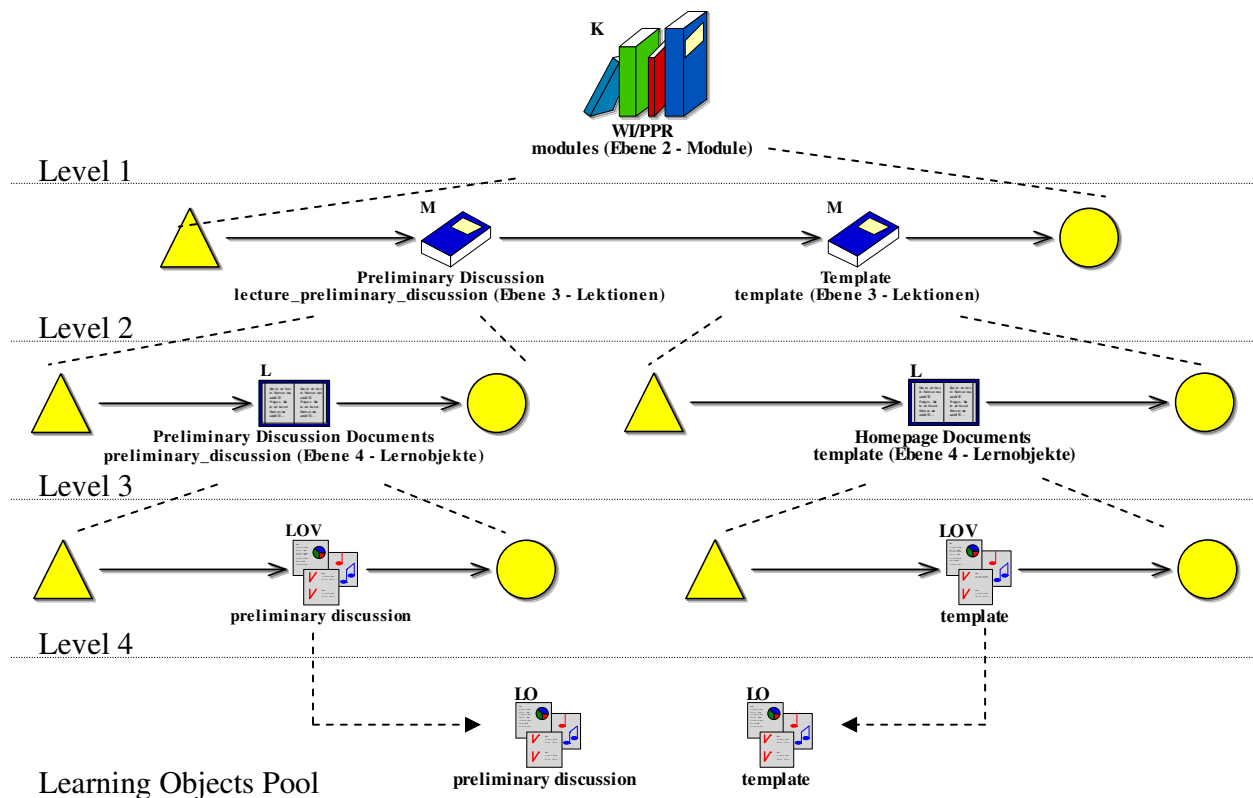 K
WI/PPR
modules (Ebene 2 - Module)
Level 1
M
M
Preliminary Discussion
lecture_preliminary_discussion (Ebene 3 - Lektionen)
Template
template (Ebene 3 - Lektionen)
Level 2
L
L
Preliminary Discussion Documents
preliminary_discussion (Ebene 4 - Lernobjekte)
Homepage Documents
template (Ebene 4 - Lernobjekte)
Level 3
LOV
LOV
preliminary discussion
template
Level 4
LO
LO
preliminary discussion
template
Learning Objects Pool